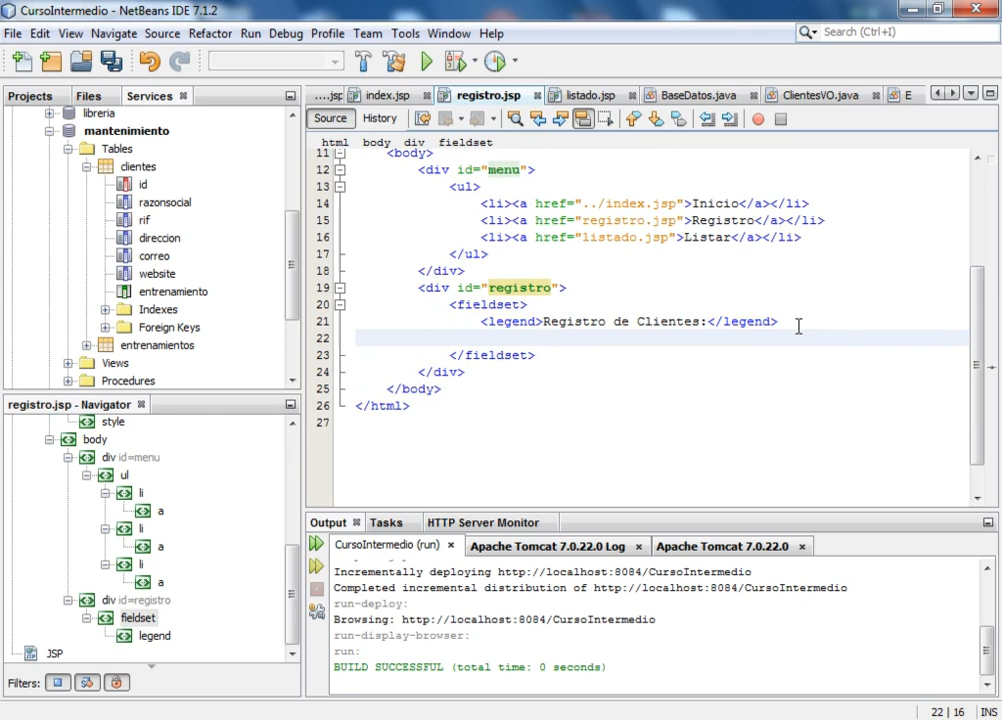 CursoIntermedio - NetBeans IDE 7.1.2
File Edit View Navigate Source Refactor Run Debug Profile Team Tools Window Help
Search (Ctrl+I)
Projects Files Services
libreria
mantenimiento
Tables
clientes
id
razonsocial
rif
direccion
correo
website
entrenamiento
Indexes
Foreign Keys
entrenamientos
Views
Procedures
registro.jsp - Navigator
style
body
div id=menu
ul
li
a
li
a
li
a
div id=registro
fieldset
legend
JSP
Filters:
....jsp index.jsp registro.jsp listado.jsp BaseDatos.java ClientesVO.java E
Source History
html body div fieldset
11 <body>
12 <div id="menu">
13 <ul>
14 <li><a href="../index.jsp">Inicio</a></li>
15 <li><a href="registro.jsp">Registro</a></li>
16 <li><a href="listado.jsp">Listar</a></li>
17 </ul>
18 </div>
19 <div id="registro">
20 <fieldset>
21 <legend>Registro de Clientes:</legend>
22
23 </fieldset>
24 </div>
25 </body>
26 </html>
27
Output Tasks HTTP Server Monitor
CursoIntermedio (run) Apache Tomcat 7.0.22.0 Log Apache Tomcat 7.0.22.0
Incrementally deploying http://localhost:8084/CursoIntermedio
Completed incremental distribution of http://localhost:8084/CursoIntermedio
run-deploy:
Browsing: http://localhost:8084/CursoIntermedio
run-display-browser:
run:
BUILD SUCCESSFUL (total time: 0 seconds)
22 | 16 INS